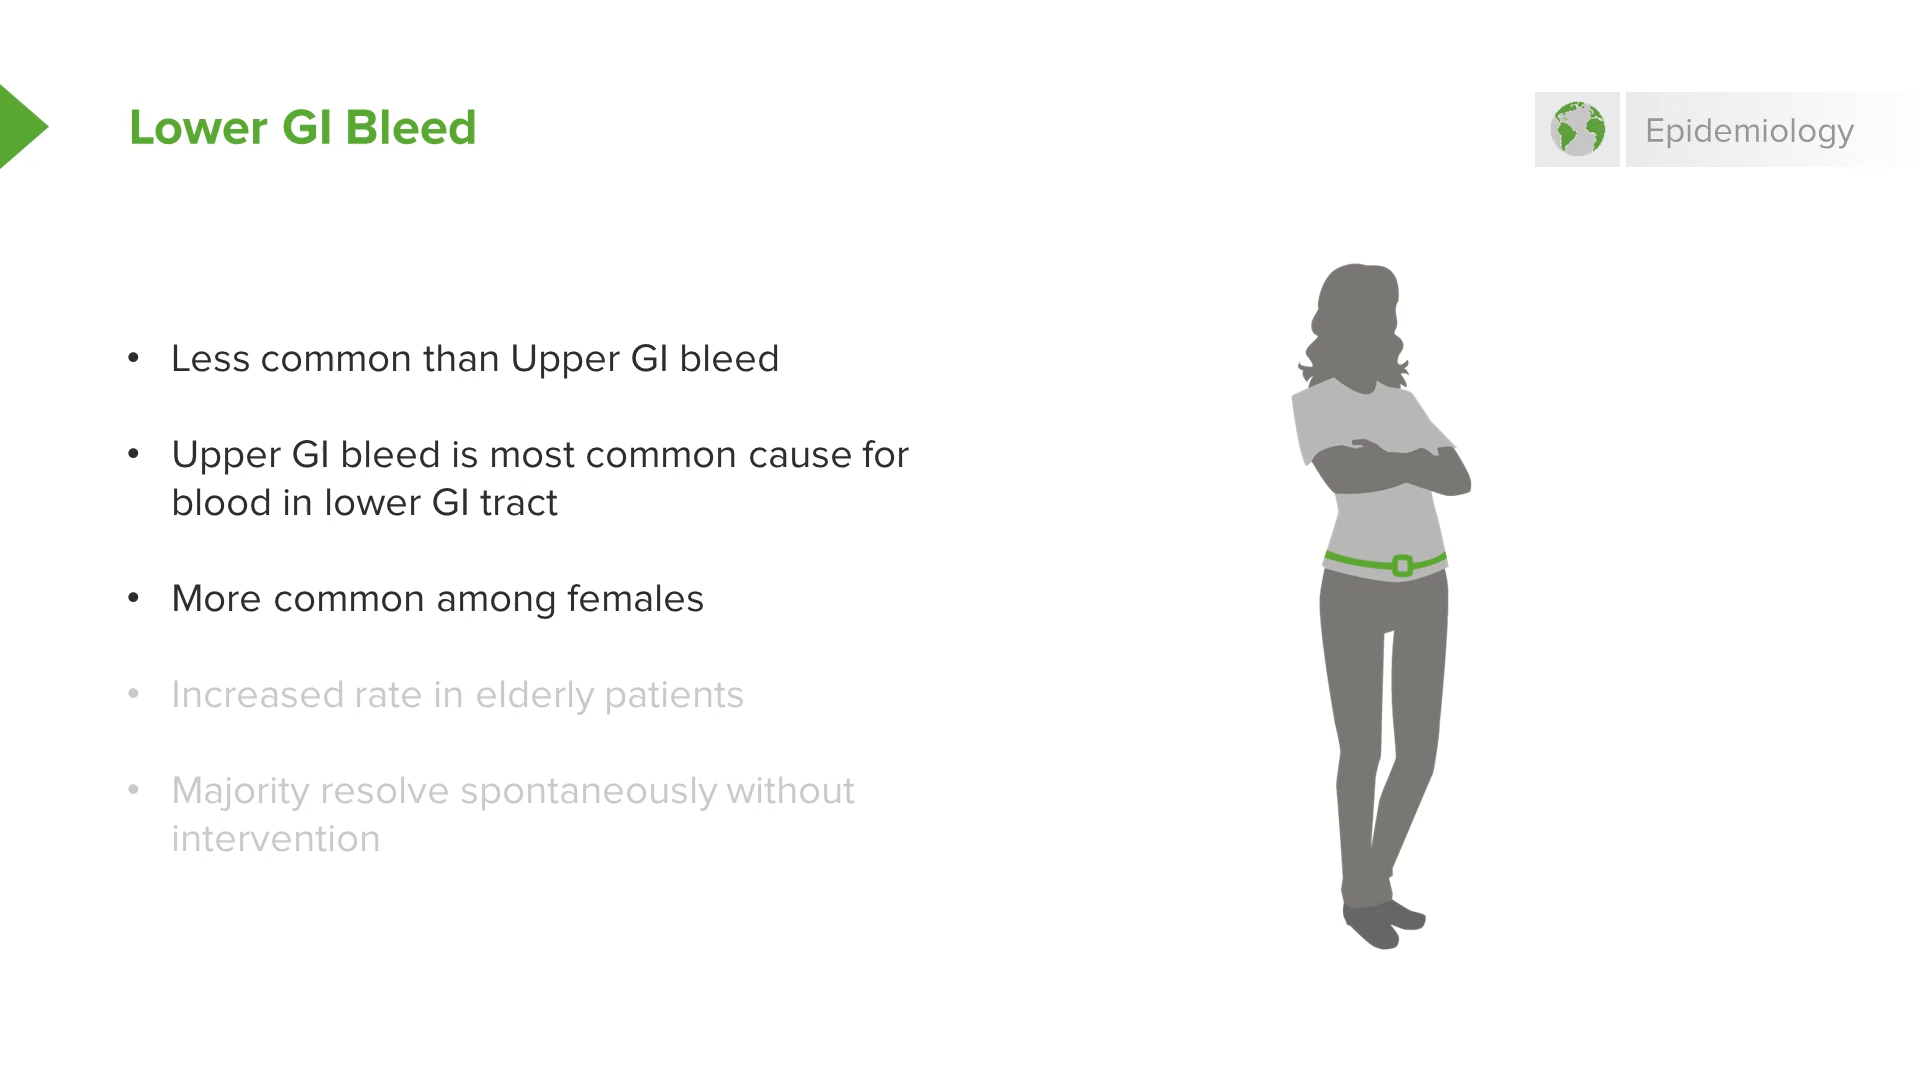 Lower GI Bleed
Epidemiology
• Less common than Upper GI bleed
• Upper GI bleed is most common cause for
blood in lower GI tract
• More common among females
• Increased rate in elderly patients
• Majority resolve spontaneously without
intervention